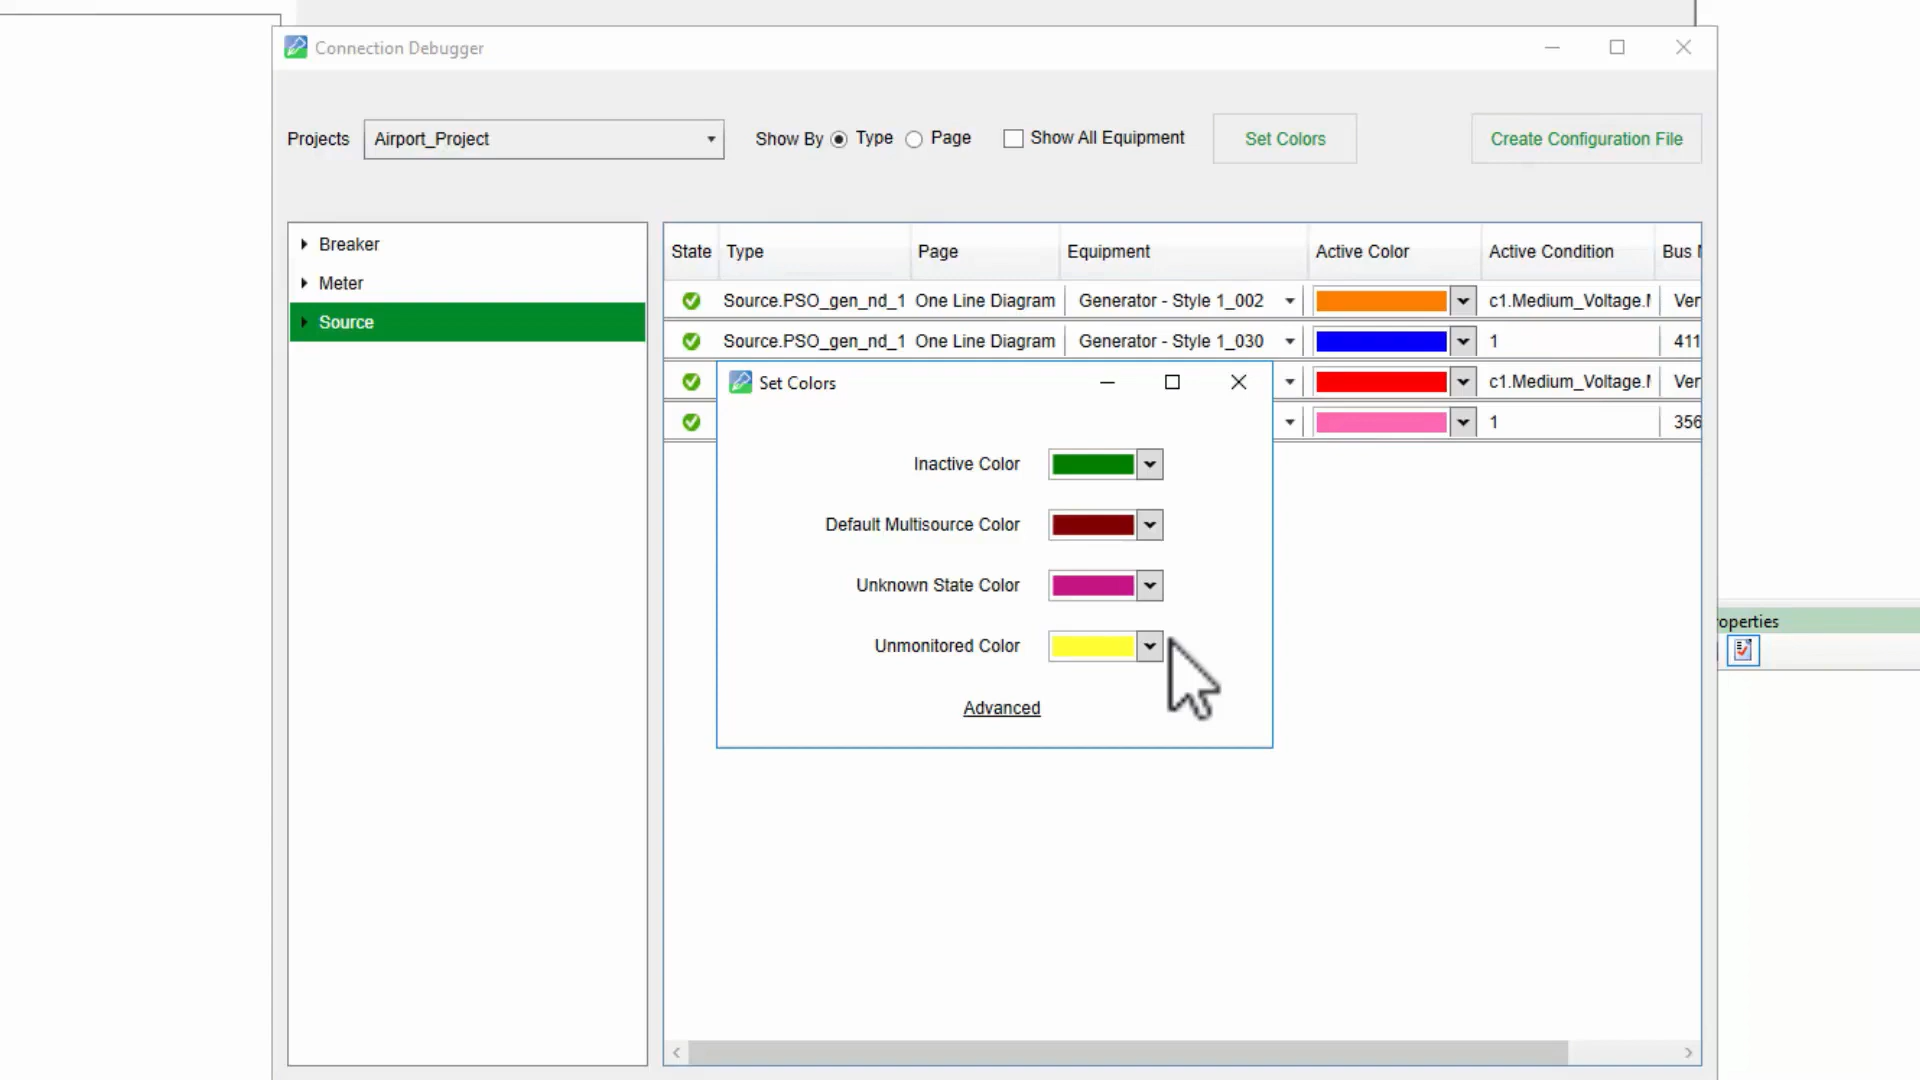 Connection Debugger
Projects Airport_Project Show By Type Page Show All Equipment Set Colors Create Configuration File
Breaker
Meter
Source
State Type Page Equipment Active Color Active Condition Bus
Source.PSO_gen_nd_1 One Line Diagram Generator - Style 1_002 c1.Medium_Voltage. Ver
Source.PSO_gen_nd_1 One Line Diagram Generator - Style 1_030 1 411
c1.Medium_Voltage. Ver
1 356
Set Colors
Inactive Color
Default Multisource Color
Unknown State Color
Unmonitored Color
Advanced
roperties